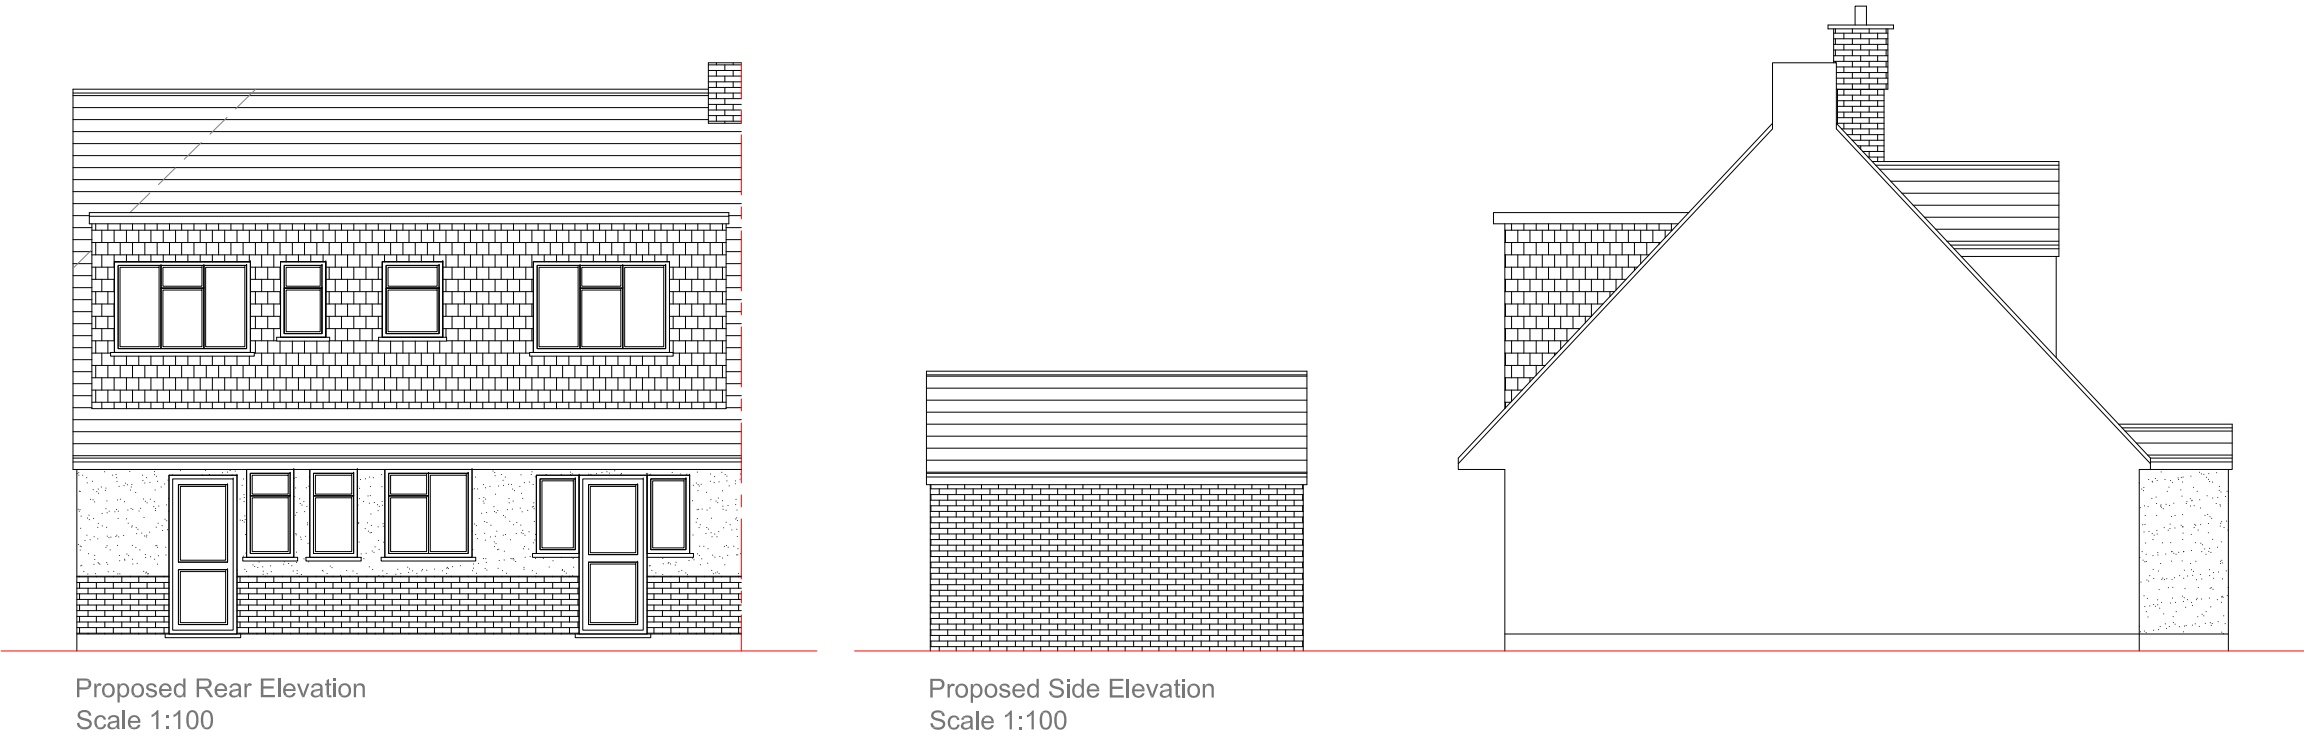 Proposed Rear Elevation
Scale 1:100
Proposed Side Elevation
Scale 1:100